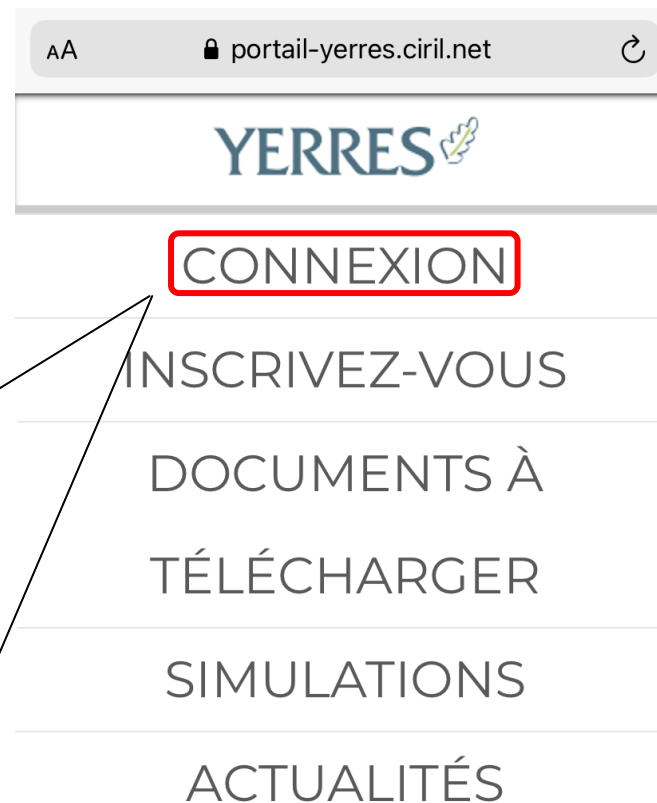 AA portail-yerres.ciril.net
YERRES
CONNEXION
INSCRIVEZ-VOUS
DOCUMENTS À
TÉLÉCHARGER
SIMULATIONS
ACTUALITÉS